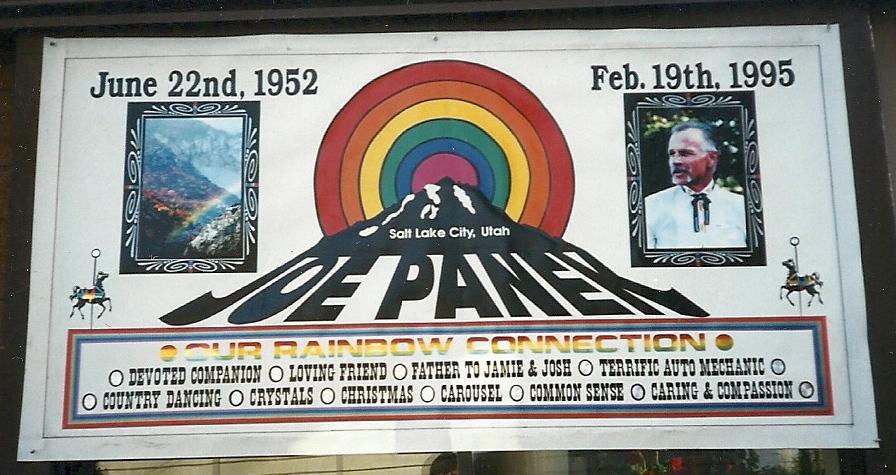 June 22nd, 1952
Feb. 19th, 1995
Salt Lake City, Utah
JOE PANEK
OUR RAINBOW CONNECTION
DEVOTED COMPANION LOVING FRIEND FATHER TO JAMIE & JOSH TERRIFIC AUTO MECHANIC
COUNTRY DANCING CRYSTALS CHRISTMAS CAROUSEL COMMON SENSE CARING & COMPASSION